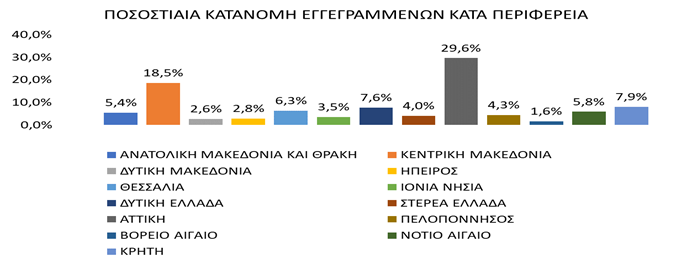 ΠΟΣΟΣΤΙΑΙΑ ΚΑΤΑΝΟΜΗ ΕΓΓΕΓΡΑΜΜΕΝΩΝ ΚΑΤΑ ΠΕΡΙΦΕΡΕΙΑ
40,0%
30,0%
20,0%
10,0%
0,0%
5,4%
18,5%
2,6%
2,8%
6,3%
3,5%
7,6%
4,0%
29,6%
4,3%
1,6%
5,8%
7,9%
ΑΝΑΤΟΛΙΚΗ ΜΑΚΕΔΟΝΙΑ ΚΑΙ ΘΡΑΚΗ
ΚΕΝΤΡΙΚΗ ΜΑΚΕΔΟΝΙΑ
ΔΥΤΙΚΗ ΜΑΚΕΔΟΝΙΑ
ΗΠΕΙΡΟΣ
ΘΕΣΣΑΛΙΑ
ΙΟΝΙΑ ΝΗΣΙΑ
ΔΥΤΙΚΗ ΕΛΛΑΔΑ
ΣΤΕΡΕΑ ΕΛΛΑΔΑ
ΑΤΤΙΚΗ
ΠΕΛΟΠΟΝΝΗΣΟΣ
ΒΟΡΕΙΟ ΑΙΓΑΙΟ
ΝΟΤΙΟ ΑΙΓΑΙΟ
ΚΡΗΤΗ